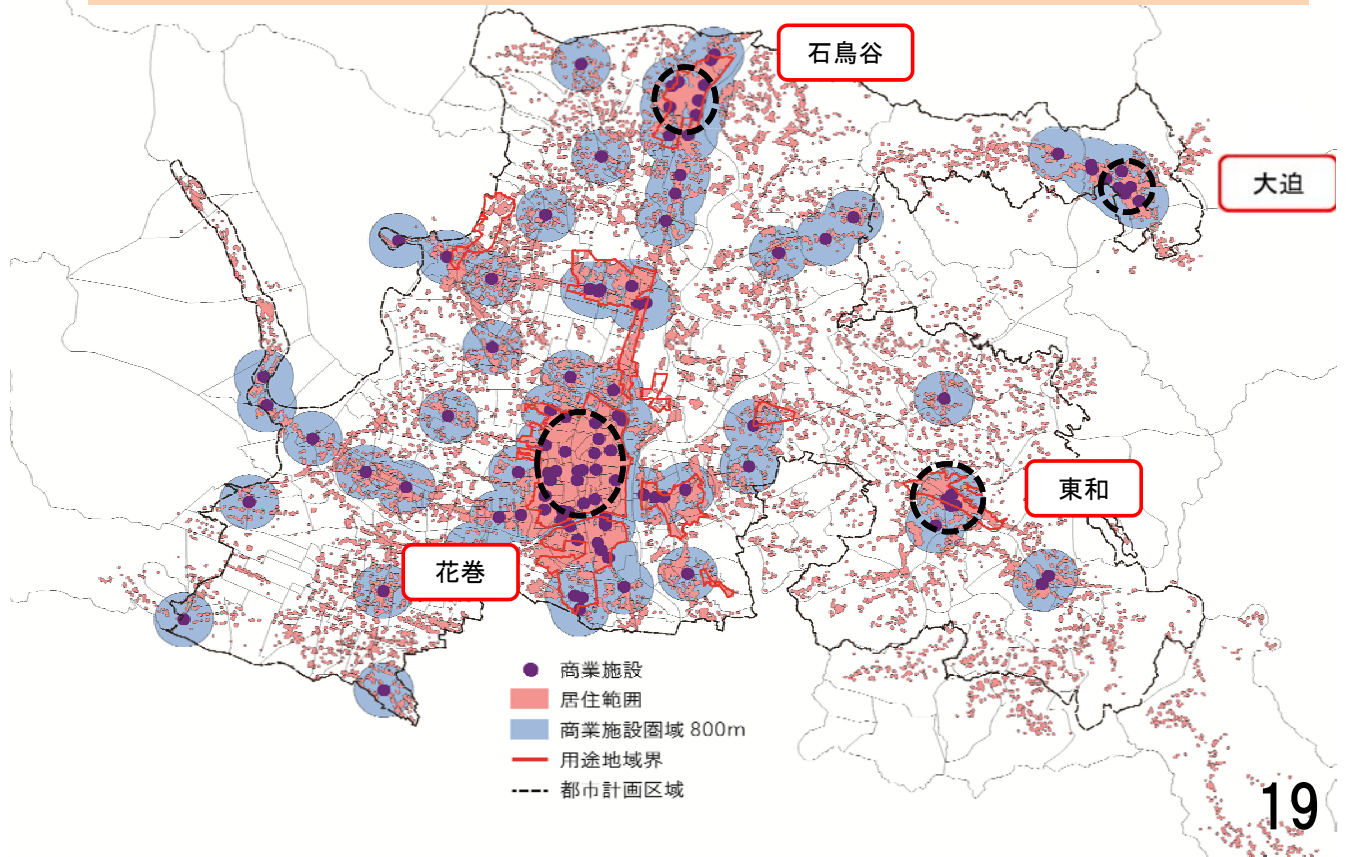 石鳥谷
大迫
東和
花巻
商業施設
居住範囲
商業施設圏域 800m
用途地域界
都市計画区域
19